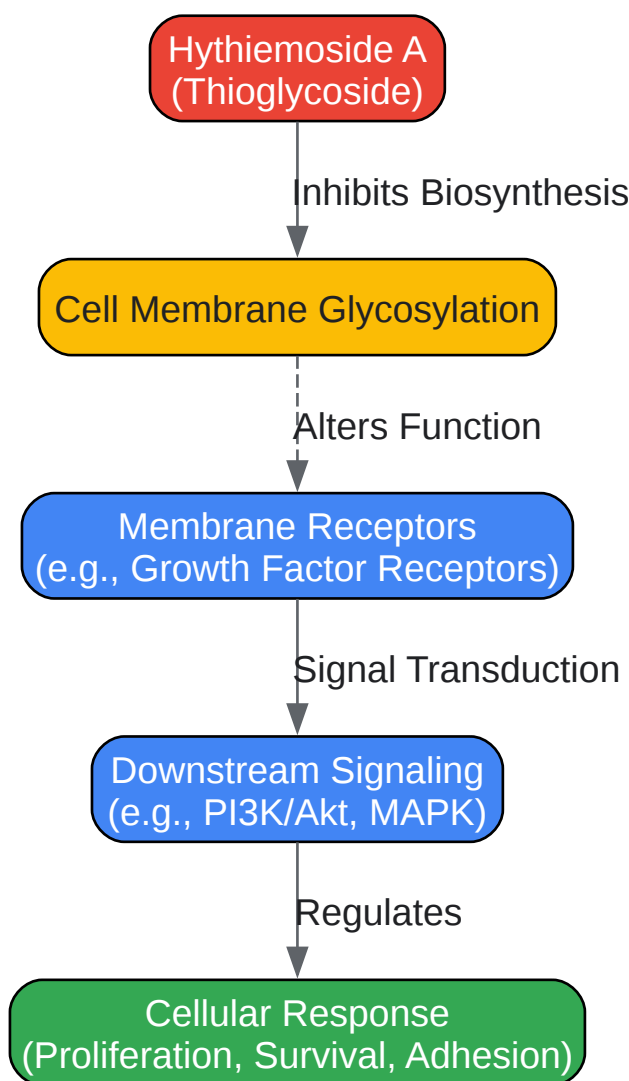 Hythiemoside A
(Thioglycoside)
Inhibits Biosynthesis
Cell Membrane Glycosylation
Alters Function
Membrane Receptors
(e.g., Growth Factor Receptors)
Signal Transduction
Downstream Signaling
(e.g., PI3K/Akt, MAPK)
Regulates
Cellular Response
(Proliferation, Survival, Adhesion)